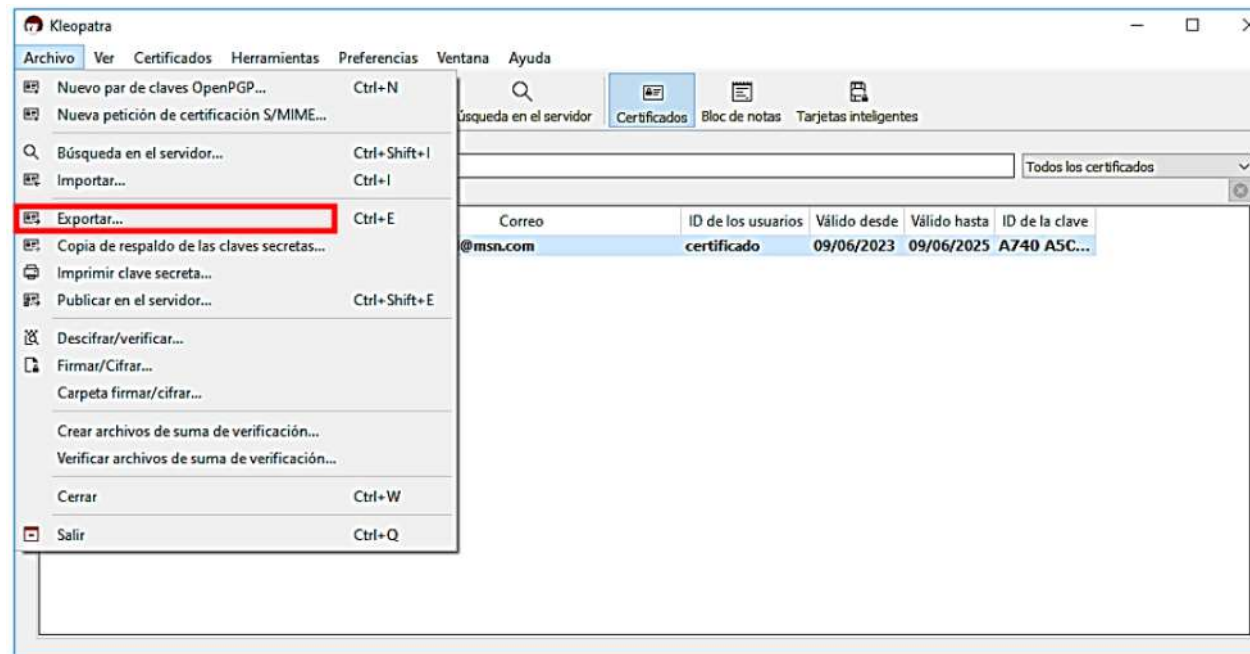 Kleopatra
Archivo Ver Certificados Herramientas Preferencias Ventana Ayuda
Nuevo par de claves OpenPGP... Ctrl+N
Nueva petición de certificación S/MIME...
úsqueda en el servidor Certificados Bloc de notas Tarjetas inteligentes
Búsqueda en el servidor... Ctrl+Shift+I
Todos los certificados
Importar... Ctrl+I
Exportar... Ctrl+E
Correo ID de los usuarios Válido desde Válido hasta ID de la clave
Copia de respaldo de las claves secretas...
@msn.com certificado 09/06/2023 09/06/2025 A740 A5C...
Imprimir clave secreta...
Publicar en el servidor... Ctrl+Shift+E
Descifrar/verificar...
Firmar/Cifrar...
Carpeta firmar/cifrar...
Crear archivos de suma de verificación...
Verificar archivos de suma de verificación...
Cerrar Ctrl+W
Salir Ctrl+Q